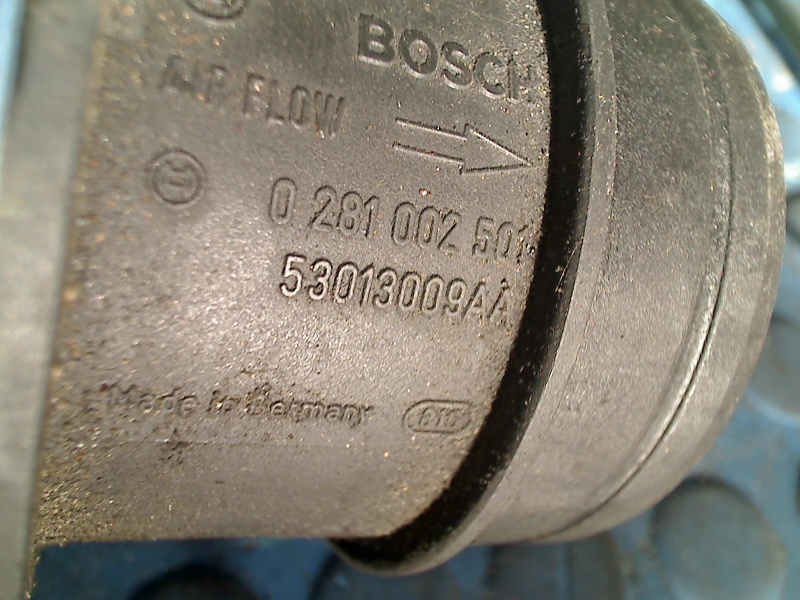 BOSCH
AIR FLOW
0 281 002 501
53013009AA
Made in Germany